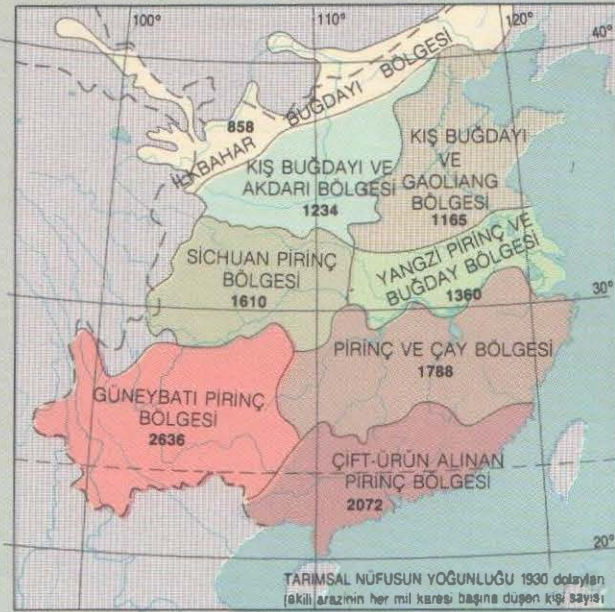 100°
110°
120°
40°
İLKBAHAR BUĞDAYI BÖLGESİ
858
KIŞ BUĞDAYI VE
AKDARI BÖLGESİ
1234
KIŞ BUĞDAYI
VE
GAOLIANG
BÖLGESİ
1165
SİCHUAN PİRİNÇ
BÖLGESİ
1610
YANGZİ PİRİNÇ VE
BUĞDAY BÖLGESİ
1360
30°
PİRİNÇ VE ÇAY BÖLGESİ
1788
GÜNEYBATI PİRİNÇ
BÖLGESİ
2636
ÇİFT-ÜRÜN ALINAN
PİRİNÇ BÖLGESİ
2072
20°
TARIMSAL NÜFUSUN YOĞUNLUĞU 1930 dolayları
(ekili arazinin her mil karesi başına düşen kişi sayısı